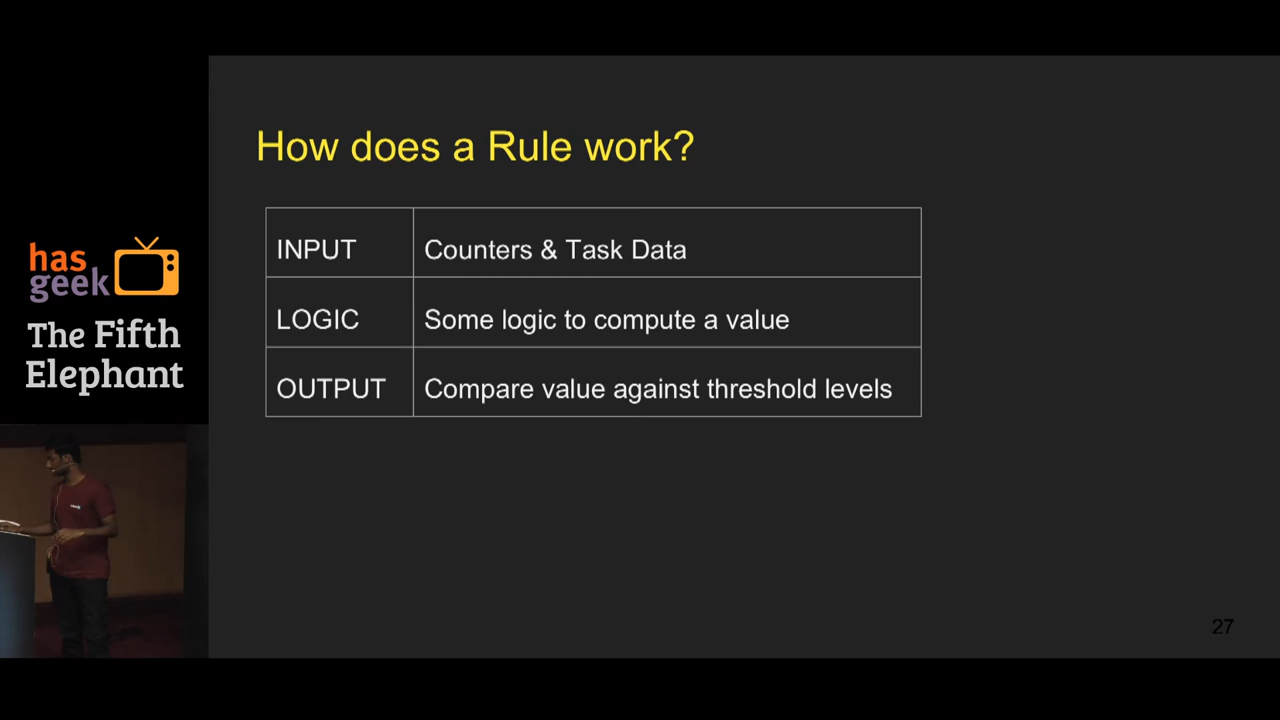 How does a Rule work?
INPUT Counters & Task Data
LOGIC Some logic to compute a value
OUTPUT Compare value against threshold levels
has
geek
The Fifth
Elephant
27